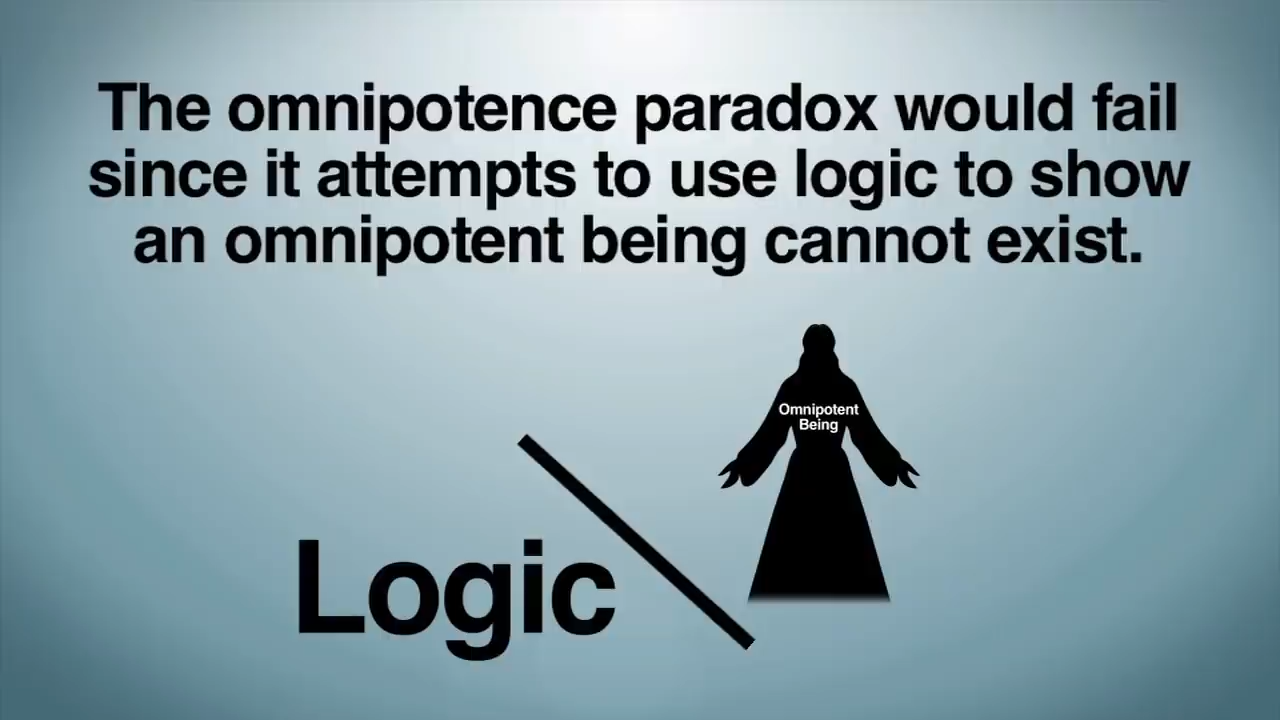 The omnipotence paradox would fail
since it attempts to use logic to show
an omnipotent being cannot exist.
Omnipotent
Being
Logic